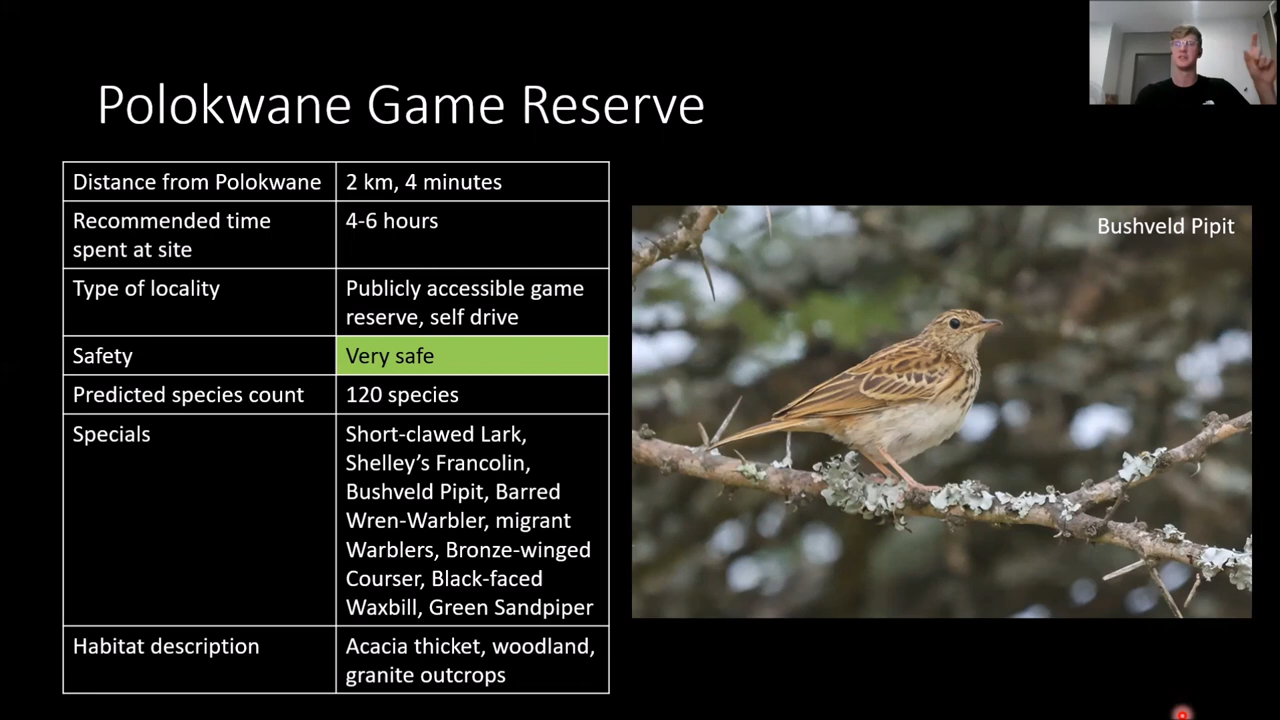 Polokwane Game Reserve
Distance from Polokwane
2 km, 4 minutes
Recommended time
spent at site
4-6 hours
Type of locality
Publicly accessible game
reserve, self drive
Safety
Very safe
Predicted species count
120 species
Specials
Short-clawed Lark,
Shelley’s Francolin,
Bushveld Pipit, Barred
Wren-Warbler, migrant
Warblers, Bronze-winged
Courser, Black-faced
Waxbill, Green Sandpiper
Habitat description
Acacia thicket, woodland,
granite outcrops
Bushveld Pipit